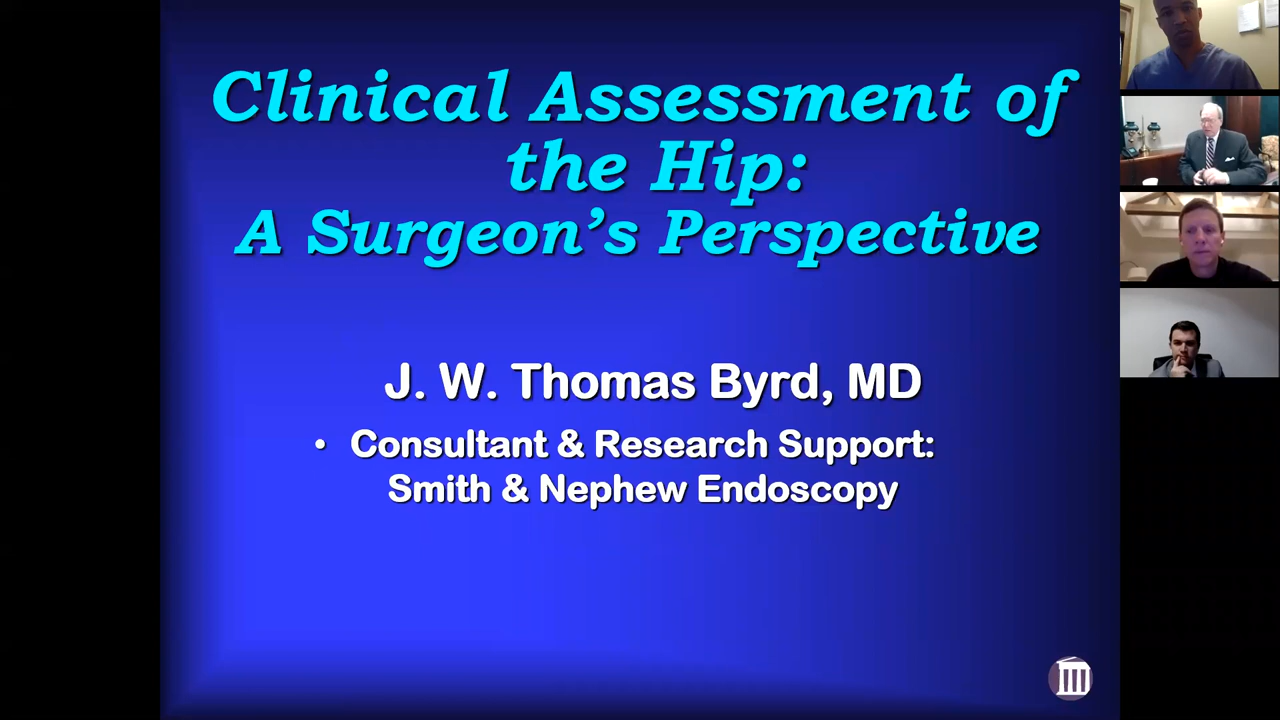 Clinical Assessment of
the Hip:
A Surgeon's Perspective
J. W. Thomas Byrd, MD
• Consultant & Research Support:
Smith & Nephew Endoscopy